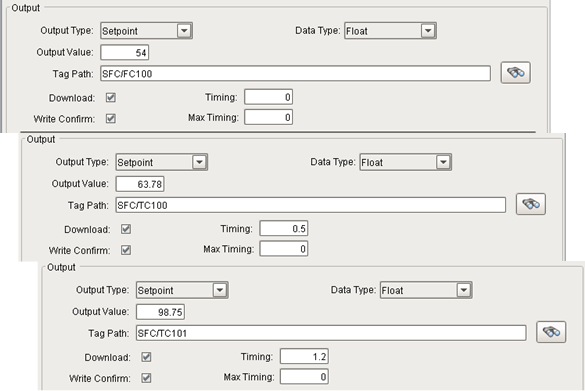 Output
Output Type: Setpoint Data Type: Float
Output Value: 54
Tag Path: SFC/FC100
Download: Timing: 0
Write Confirm: Max Timing: 0
Output
Output Type: Setpoint Data Type: Float
Output Value: 63.78
Tag Path: SFC/TC100
Download: Timing: 0.5
Write Confirm: Max Timing: 0
Output
Output Type: Setpoint Data Type: Float
Output Value: 98.75
Tag Path: SFC/TC101
Download: Timing: 1.2
Write Confirm: Max Timing: 0